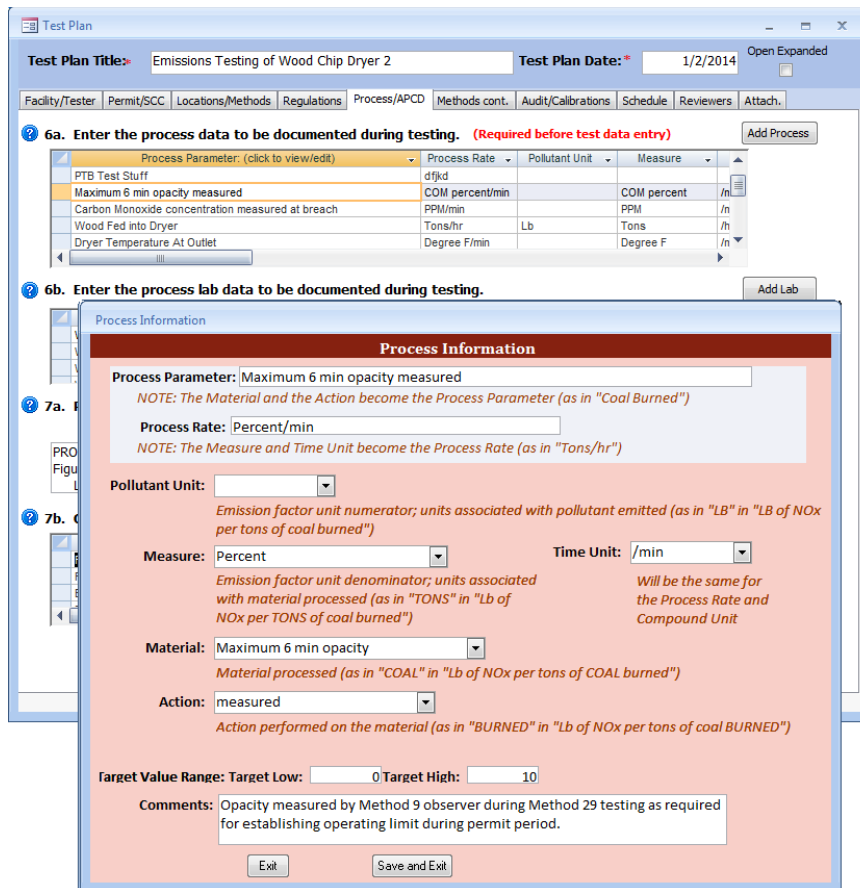 Test Plan
Test Plan Title:* Emissions Testing of Wood Chip Dryer 2 Test Plan Date:* 1/2/2014 Open Expanded
Facility/Tester Permit/SCC Locations/Methods Regulations Process/APCD Methods cont. Audit/Calibrations Schedule Reviewers Attach.
6a. Enter the process data to be documented during testing. (Required before test data entry) Add Process
Process Parameter: (click to view/edit) Process Rate Pollutant Unit Measure
PTB Test Stuff dfjkd
Maximum 6 min opacity measured COM percent/min COM percent /n
Carbon Monoxide concentration measured at breach PPM/min PPM /n
Wood Fed into Dryer Tons/hr Lb Tons /h
Dryer Temperature At Outlet Degree F/min Degree F /n
6b. Enter the process lab data to be documented during testing. Add Lab
Process Information
Process Information
Process Parameter: Maximum 6 min opacity measured
NOTE: The Material and the Action become the Process Parameter (as in "Coal Burned")
7a.
Process Rate: Percent/min
NOTE: The Measure and Time Unit become the Process Rate (as in "Tons/hr")
PRO
Figu
Pollutant Unit:
Emission factor unit numerator; units associated with pollutant emitted (as in "LB" in "LB of NOx
per tons of coal burned")
7b.
Measure: Percent Time Unit: /min
Emission factor unit denominator; units associated
with material processed (as in "TONS" in "Lb of
NOx per TONS of coal burned")
Will be the same for
the Process Rate and
Compound Unit
Material: Maximum 6 min opacity
Material processed (as in "COAL" in "Lb of NOx per tons of COAL burned")
Action: measured
Action performed on the material (as in "BURNED" in "Lb of NOx per tons of coal BURNED")
Target Value Range: Target Low: 0 Target High: 10
Comments: Opacity measured by Method 9 observer during Method 29 testing as required
for establishing operating limit during permit period.
Exit Save and Exit